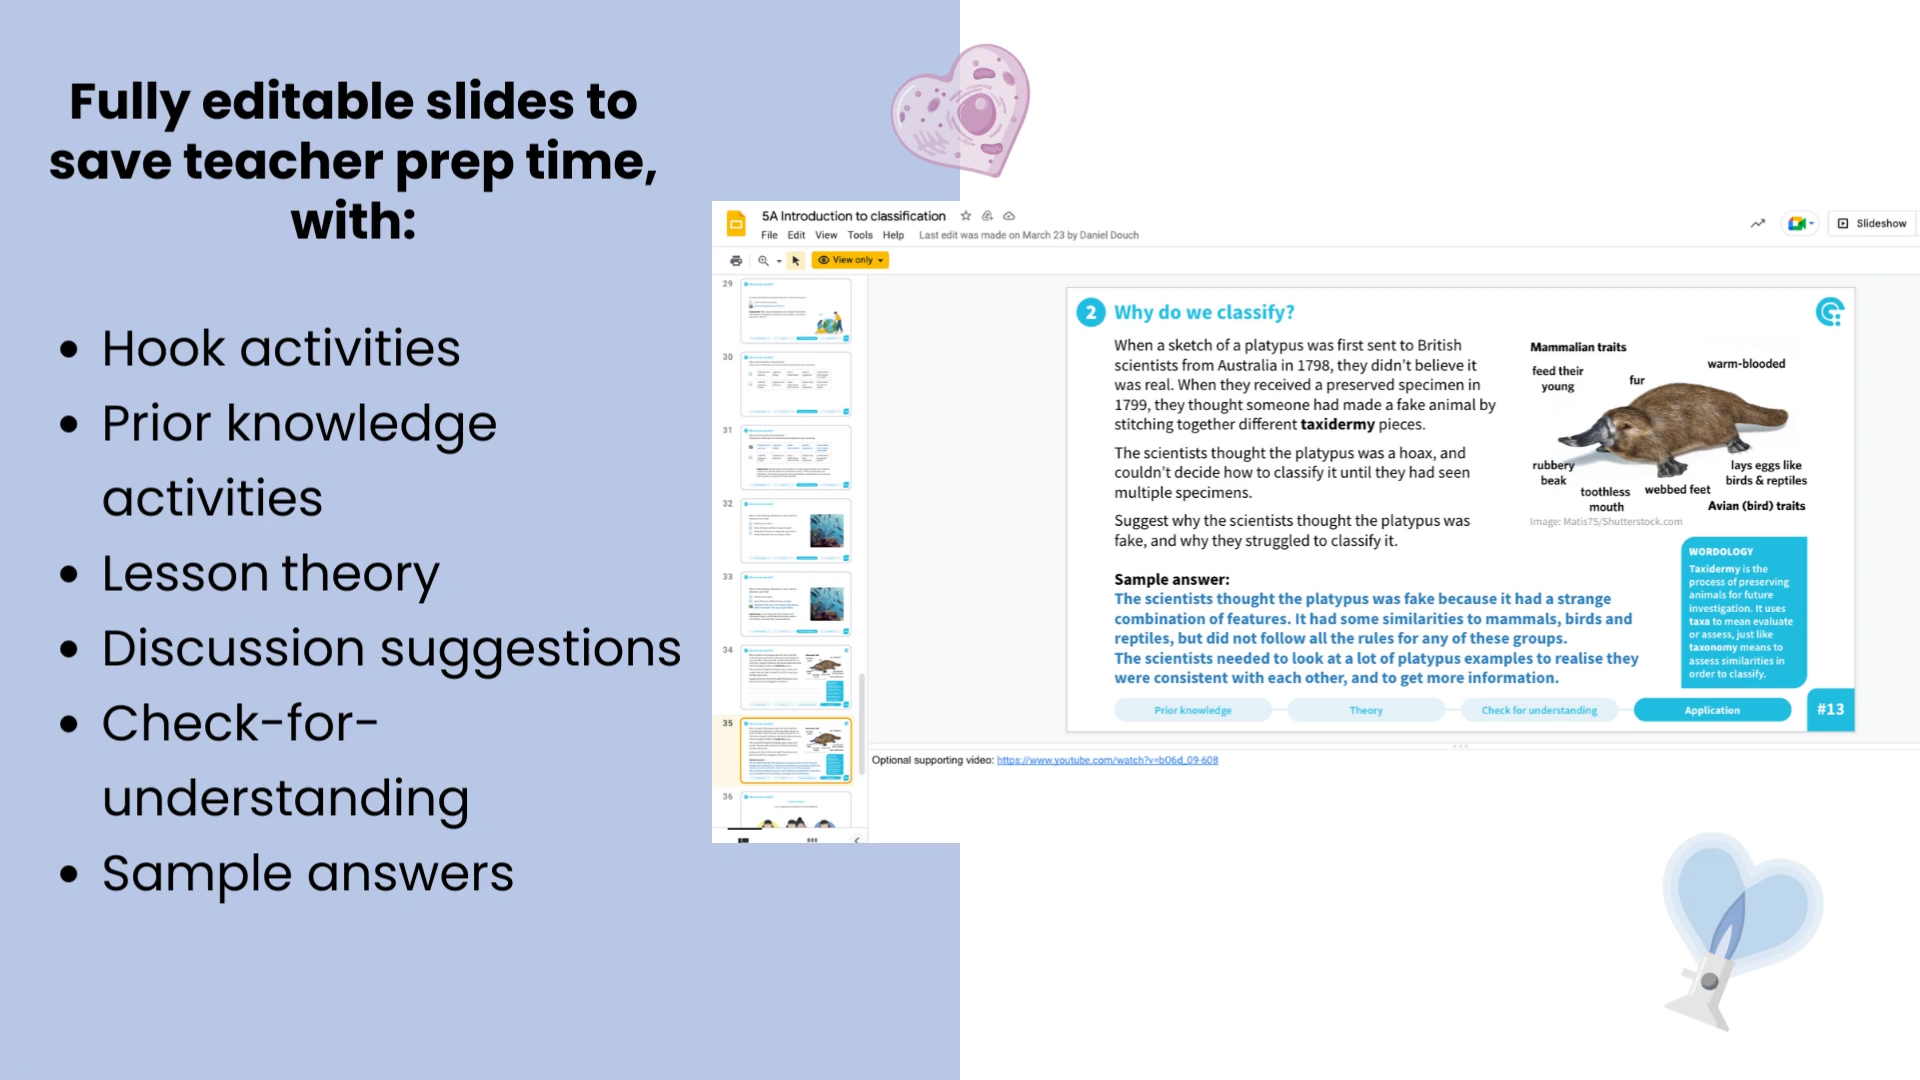 Fully editable slides to
save teacher prep time,
with:
• Hook activities
• Prior knowledge
activities
• Lesson theory
• Discussion suggestions
• Check-for-
understanding
• Sample answers
5A Introduction to classification
File Edit View Tools Help Last edit was made on March 23 by Daniel Douch
Slideshow
View only
29
30
31
32
33
34
35
36
2 Why do we classify?
When a sketch of a platypus was first sent to British
scientists from Australia in 1798, they didn't believe it
was real. When they received a preserved specimen in
1799, they thought someone had made a fake animal by
stitching together different taxidermy pieces.
The scientists thought the platypus was a hoax, and
couldn't decide how to classify it until they had seen
multiple specimens.
Suggest why the scientists thought the platypus was
fake, and why they struggled to classify it.
Sample answer:
The scientists thought the platypus was fake because it had a strange
combination of features. It had some similarities to mammals, birds and
reptiles, but did not follow all the rules for any of these groups.
The scientists needed to look at a lot of platypus examples to realise they
were consistent with each other, and to get more information.
Mammalian traits
feed their
young
fur
warm-blooded
rubbery
beak
toothless
mouth
webbed feet
lays eggs like
birds & reptiles
Avian (bird) traits
Image: Matis75/Shutterstock.com
WORDOLOGY
Taxidermy is the
process of preserving
animals for future
investigation. It uses
taxa to mean evaluate
or assess, just like
taxonomy means to
assess similarities in
order to classify.
Prior knowledge
Theory
Check for understanding
Application
#13
Optional supporting video: https://www.youtube.com/watch?v=bO6d_09-608